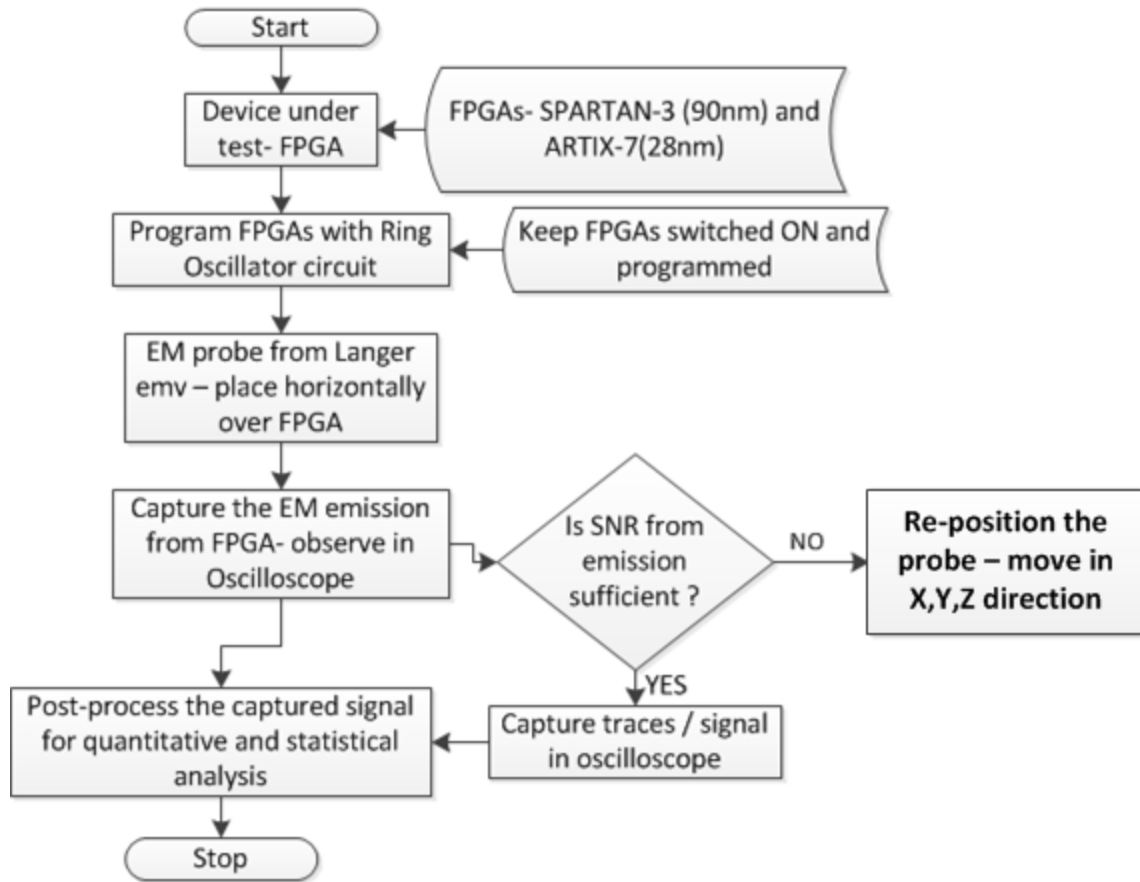 Start
Device under
test- FPGA
FPGAs- SPARTAN-3 (90nm) and
ARTIX-7(28nm)
Program FPGAs with Ring
Oscillator circuit
Keep FPGAs switched ON and
programmed
EM probe from Langer
emv – place horizontally
over FPGA
Capture the EM emission
from FPGA- observe in
Oscilloscope
Is SNR from
emission
sufficient ?
NO
Re-position the
probe – move in
X,Y,Z direction
YES
Capture traces / signal
in oscilloscope
Post-process the captured signal
for quantitative and statistical
analysis
Stop